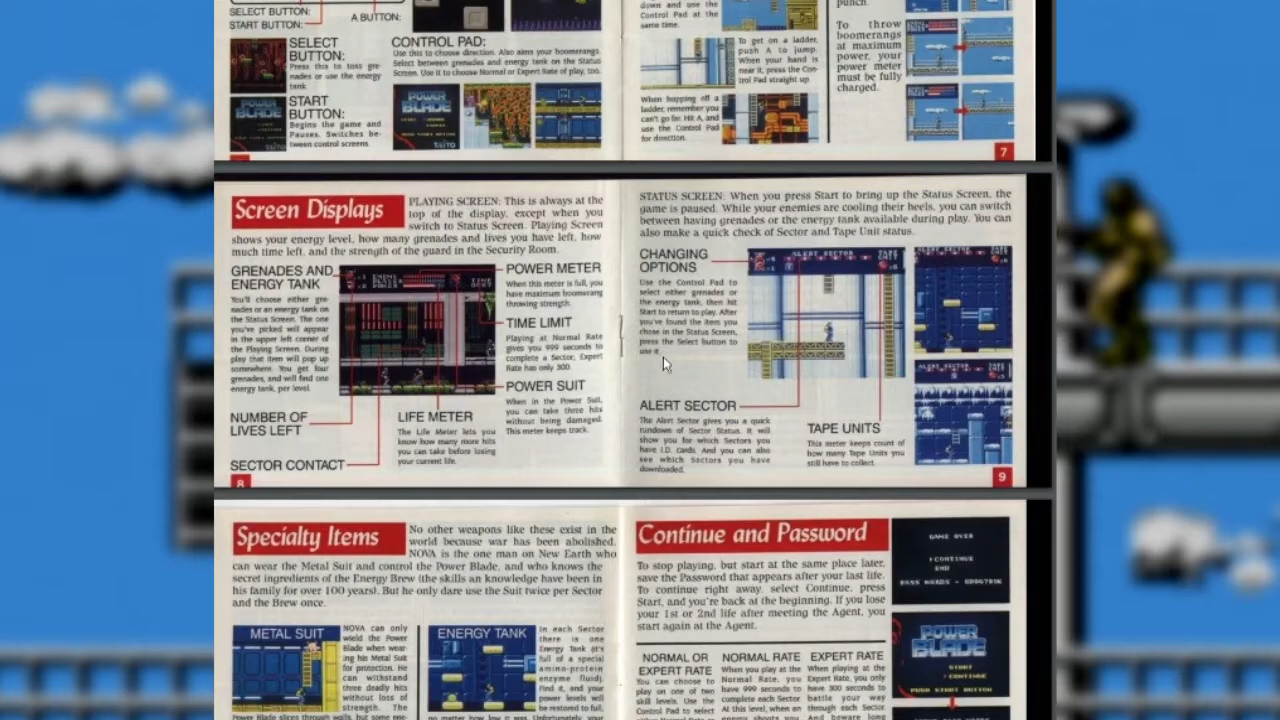 SELECT BUTTON:
START BUTTON:
A BUTTON:
SELECT
BUTTON:
Press this to toss gre-
nades or use the energy
tank.
START
BUTTON:
Begins the game and
Pauses. Switches be-
tween control screens.
CONTROL PAD:
Use this to choose direction. Also aims your boomerangs.
Select between grenades and energy tank on the Status
Screen. Use it to choose Normal or Expert Rate of play, too.
POWER
BLADE
POWER
BLADE
TAITO
down and use the
Control Pad at the
same time.
To get on a ladder,
push A to jump.
When your hand is
near it, press the Con-
trol Pad straight up.
When hopping off a
ladder, remember you
can't go far. Hit A, and
use the Control Pad
for direction.
punch.
To throw
boomerangs
at maximum
power, your
power meter
must be fully
charged.
7
Screen Displays
PLAYING SCREEN: This is always at the
top of the display, except when you
switch to Status Screen. Playing Screen
shows your energy level, how many grenades and lives you have left, how
much time left, and the strength of the guard in the Security Room.
GRENADES AND
ENERGY TANK
You'll choose either gre-
nades or an energy tank on
the Status Screen. The one
you've picked will appear
in the upper left corner of
the Playing Screen. During
play that item will pop up
somewhere. You get four
grenades, and will find one
energy tank, per level.
NUMBER OF
LIVES LEFT
SECTOR CONTACT
LIFE METER
The Life Meter lets you
know how many more hits
you can take before losing
your current life.
POWER METER
When this meter is full, you
have maximum boomerang
throwing strength.
TIME LIMIT
Playing at Normal Rate
gives you 999 seconds to
complete a Sector, Expert
Rate has only 300.
POWER SUIT
When in the Power Suit,
you can take three hits
without being damaged.
This meter keeps track.
8
STATUS SCREEN: When you press Start to bring up the Status Screen, the
game is paused. While your enemies are cooling their heels, you can switch
between having grenades or the energy tank available during play. You can
also make a quick check of Sector and Tape Unit status.
CHANGING
OPTIONS
Use the Control Pad to
select either grenades or
the energy tank, then hit
Start to return to play. After
you've found the item you
chose in the Status Screen,
press the Select button to
use it.
ALERT SECTOR
ALERT SECTOR
The Alert Sector gives you a quick
rundown of Sector Status. It will
show you for which Sectors you
have I.D. Cards. And you can also
see which Sectors you have
downloaded.
TAPE UNITS
This meter keeps count of
how many Tape Units you
still have to collect.
9
Specialty Items
No other weapons like these exist in the
world because war has been abolished.
NOVA is the one man on New Earth who
can wear the Metal Suit and control the Power Blade, and who knows the
secret ingredients of the Energy Brew (the skills an knowledge have been in
his family for over 100 years). But he only dare use the Suit twice per Sector
and the Brew once.
METAL SUIT
NOVA can only
wield the Power
Blade when wear-
ing his Metal Suit
for protection. He
can withstand
three deadly hits
without loss of
strength. The
Power Blade slices through walls, but some ene-
ENERGY TANK
In each Sector
there is one
Energy Tank (it's
full of a special
amino-protein
enzyme fluid).
Find it, and your
power levels will
be restored to full,
no matter how low it was. Unfortunately, your
Continue and Password
To stop playing, but start at the same place later,
save the Password that appears after your last life.
To continue right away, select Continue, press
Start, and you're back at the beginning. If you lose
your 1st or 2nd life after meeting the Agent, you
start again at the Agent.
NORMAL OR
EXPERT RATE
You can choose to
play on one of two
skill levels. Use the
Control Pad to select
NORMAL RATE
When you play at the
Normal Rate, you
have 999 seconds to
complete each Sector.
At this level, when an
enemy shoots you,
EXPERT RATE
When playing at the
Expert Rate, you only
have 300 seconds to
battle your way
through each Sector.
And beware long
GAME OVER
CONTINUE
END
POWER
BLADE
START
CONTINUE
PUSH START BUTTON